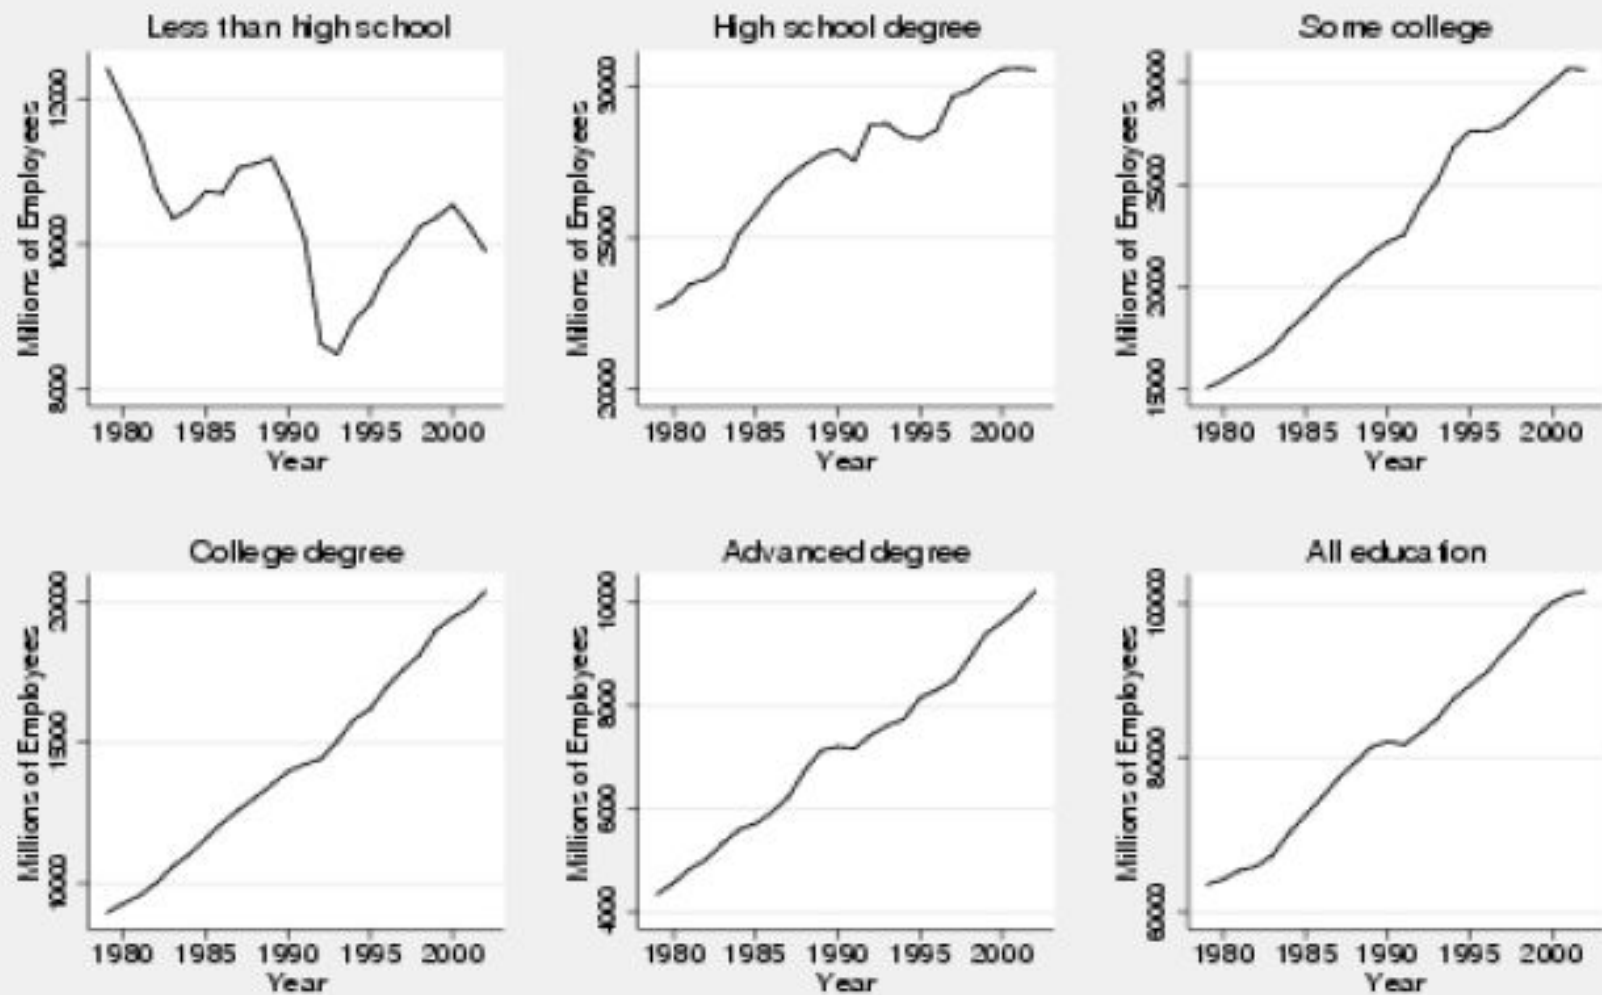 Less than high school
Millions of Employees
12000
10000
8000
1980 1985 1990 1995 2000
Year
High school degree
Millions of Employees
30000
25000
20000
1980 1985 1990 1995 2000
Year
Some college
Millions of Employees
30000
25000
20000
15000
1980 1985 1990 1995 2000
Year
College degree
Millions of Employees
20000
15000
10000
1980 1985 1990 1995 2000
Year
Advanced degree
Millions of Employees
10000
8000
6000
4000
1980 1985 1990 1995 2000
Year
All education
Millions of Employees
100000
80000
60000
1980 1985 1990 1995 2000
Year